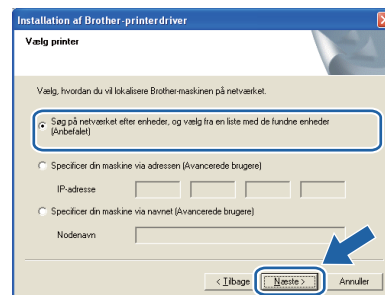 Installation af Brother-printerdriver
Vælg printer
Vælg, hvordan du vil lokalisere Brother-maskinen på netværket.
Søg på netværket efter enheder, og vælg fra en liste med de fundne enheder
(Anbefalet)
Specificer din maskine via adressen (Avancerede brugere)
IP-adresse
Specificer din maskine via navnet (Avancerede brugere)
Nodenavn
< Tilbage Næste > Annuller